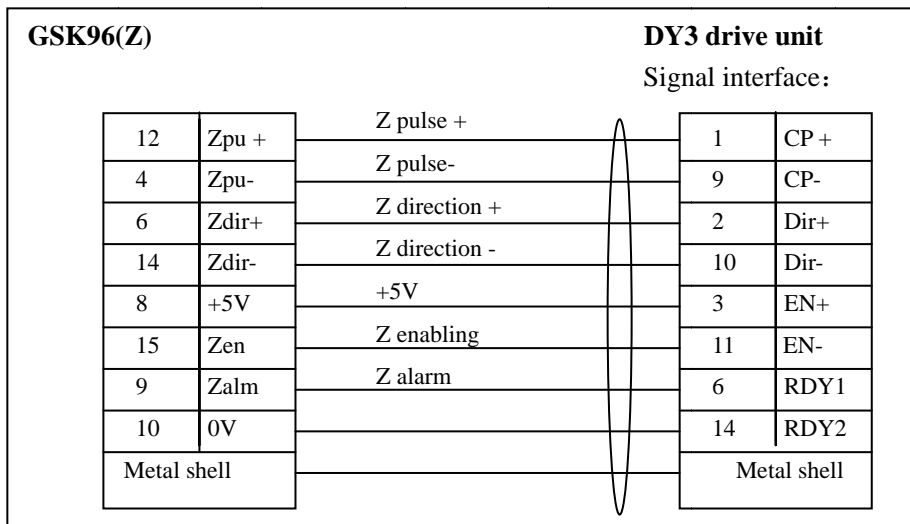 GSK96(Z) DY3 drive unit
Signal interface：
12 Zpu + Z pulse + 1 CP +
4 Zpu- Z pulse- 9 CP-
6 Zdir+ Z direction + 2 Dir+
14 Zdir- Z direction - 10 Dir-
8 +5V +5V 3 EN+
15 Zen Z enabling 11 EN-
9 Zalm Z alarm 6 RDY1
10 0V 14 RDY2
Metal shell Metal shell